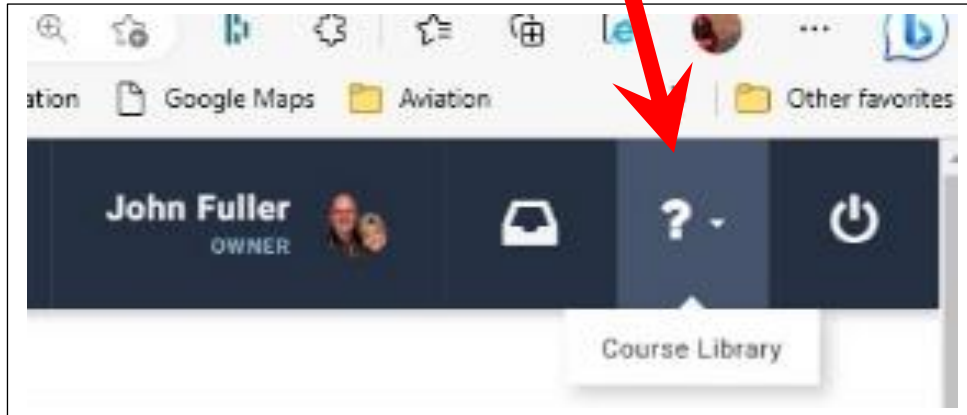 ation Google Maps Aviation Other favorites
John Fuller
OWNER
? -
Course Library